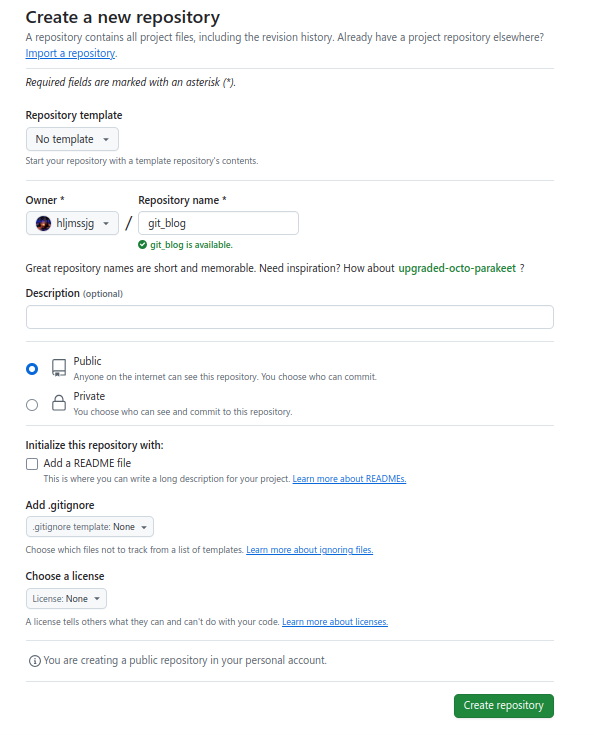 Create a new repository
A repository contains all project files, including the revision history. Already have a project repository elsewhere?
Import a repository.
Required fields are marked with an asterisk (*).
Repository template
No template
Start your repository with a template repository's contents.
Owner * Repository name *
hljmssjg / git_blog
git_blog is available.
Great repository names are short and memorable. Need inspiration? How about upgraded-octo-parakeet ?
Description (optional)
Public
Anyone on the internet can see this repository. You choose who can commit.
Private
You choose who can see and commit to this repository.
Initialize this repository with:
Add a README file
This is where you can write a long description for your project. Learn more about READMEs.
Add .gitignore
.gitignore template: None
Choose which files not to track from a list of templates. Learn more about ignoring files.
Choose a license
License: None
A license tells others what they can and can't do with your code. Learn more about licenses.
You are creating a public repository in your personal account.
Create repository